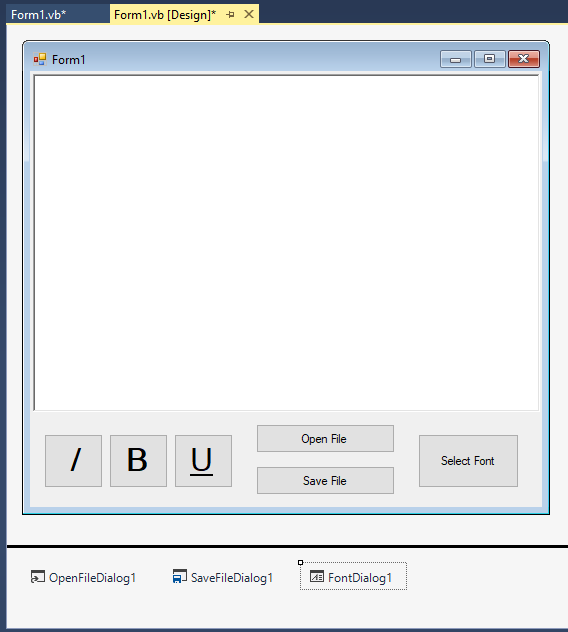 Form1.vb* Form1.vb [Design]*
Form1
/ B U Open File Select Font
Save File
OpenFileDialog1 SaveFileDialog1 FontDialog1